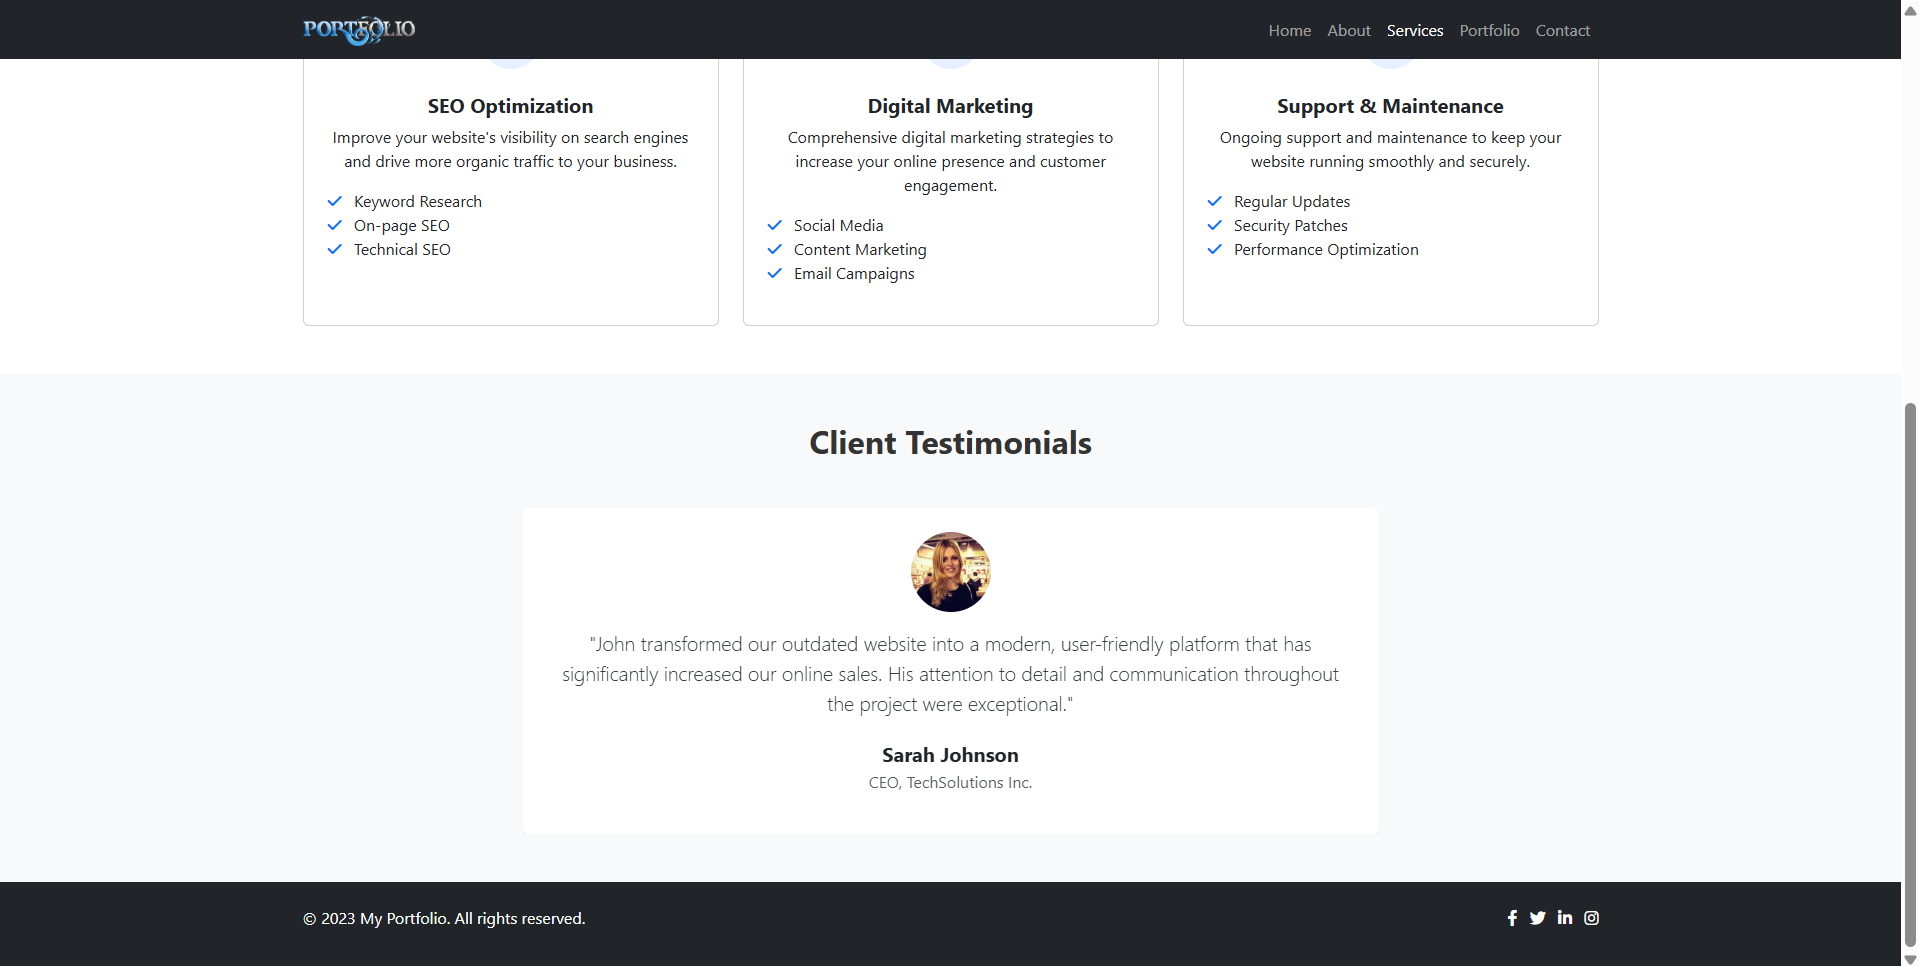 PORTFOLIO
Home About Services Portfolio Contact
SEO Optimization
Improve your website's visibility on search engines
and drive more organic traffic to your business.
Keyword Research
On-page SEO
Technical SEO
Digital Marketing
Comprehensive digital marketing strategies to
increase your online presence and customer
engagement.
Social Media
Content Marketing
Email Campaigns
Support & Maintenance
Ongoing support and maintenance to keep your
website running smoothly and securely.
Regular Updates
Security Patches
Performance Optimization
Client Testimonials
"John transformed our outdated website into a modern, user-friendly platform that has
significantly increased our online sales. His attention to detail and communication throughout
the project were exceptional."
Sarah Johnson
CEO, TechSolutions Inc.
© 2023 My Portfolio. All rights reserved.